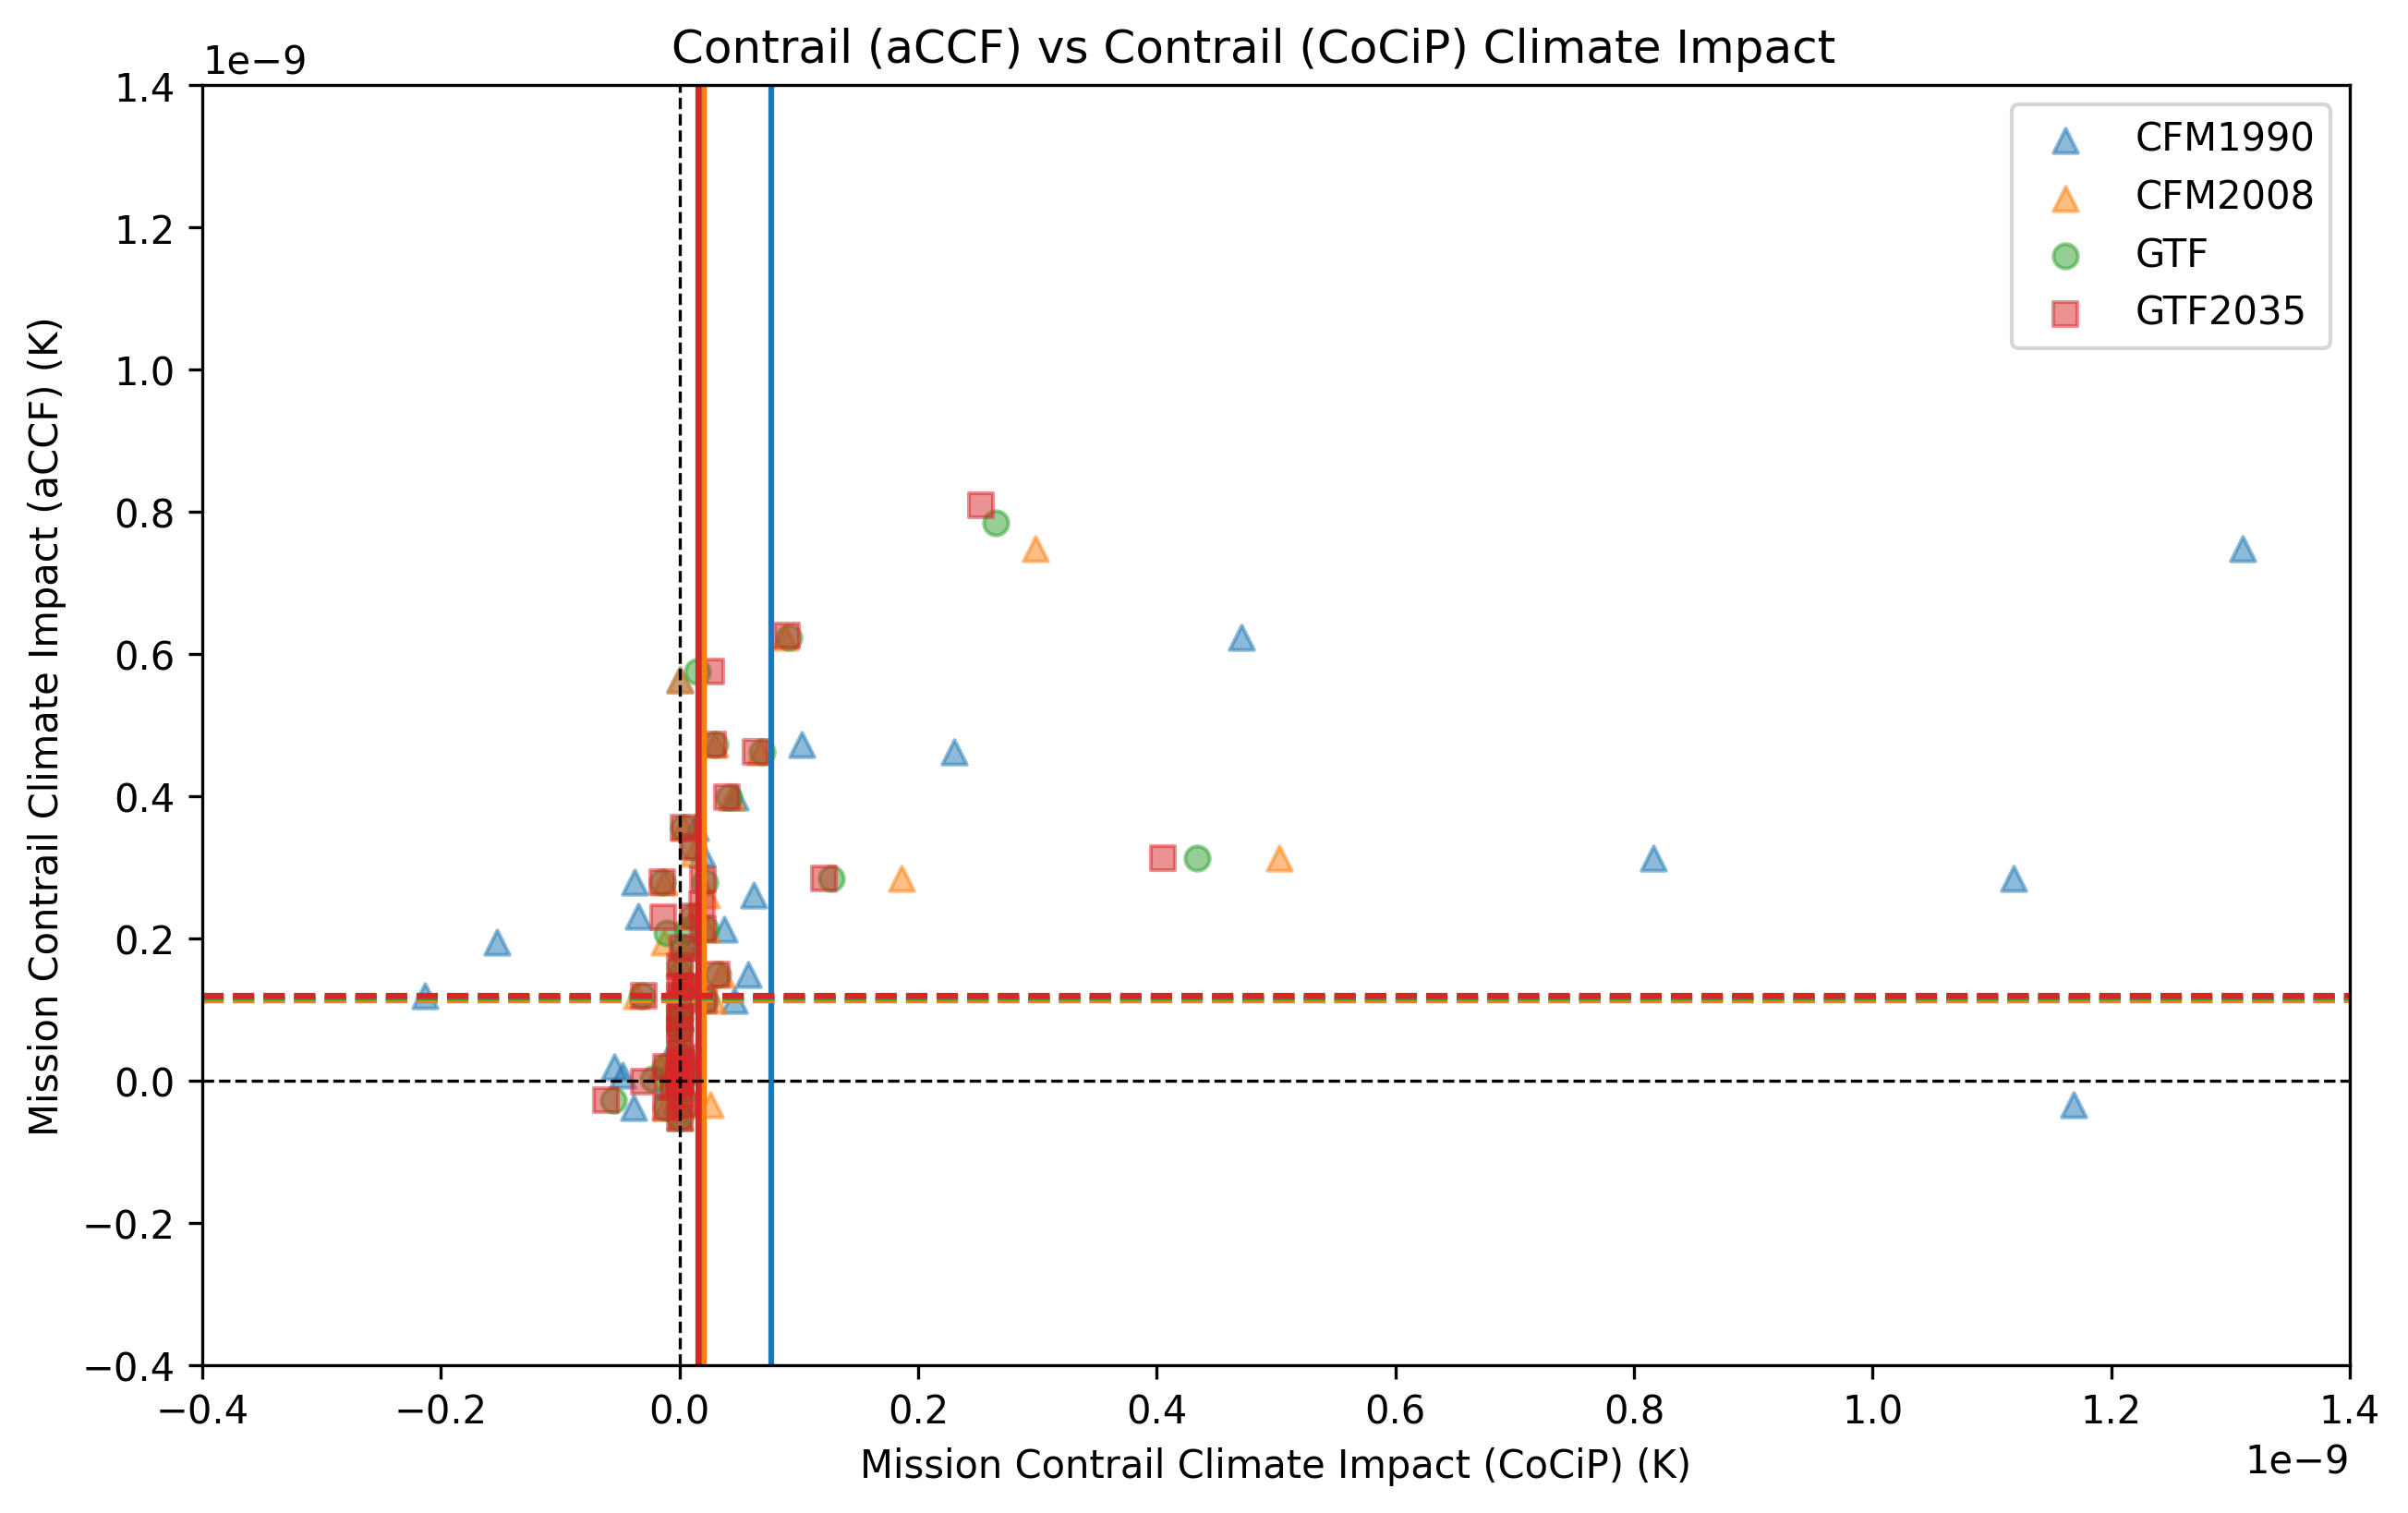 Contrail (aCCF) vs Contrail (CoCiP) Climate Impact
1e−9
CFM1990
CFM2008
GTF
GTF2035
Mission Contrail Climate Impact (aCCF) (K)
1.4
1.2
1.0
0.8
0.6
0.4
0.2
0.0
−0.2
−0.4
−0.4
−0.2
0.0
0.2
0.4
0.6
0.8
1.0
1.2
1.4
Mission Contrail Climate Impact (CoCiP) (K)
1e−9